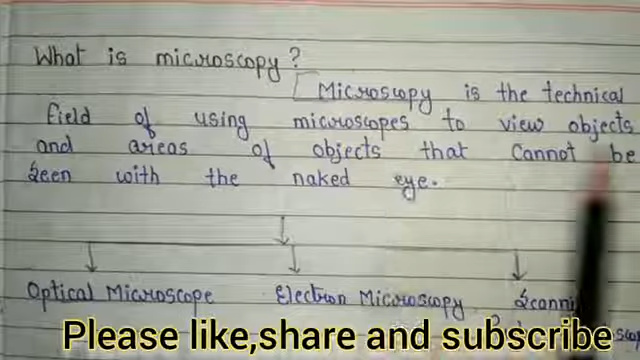 What is microscopy?
Microscopy is the technical
field of using microscopes to view objects
and areas of objects that cannot be
seen with the naked eye.
Optical Microscope Electron Microscopy
Please like,share and subscribe